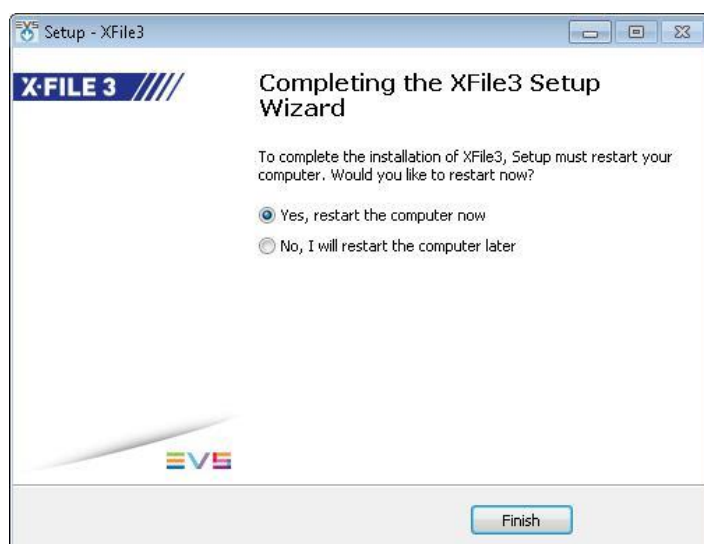 Setup - XFile3
X·FILE 3
Completing the XFile3 Setup
Wizard
To complete the installation of XFile3, Setup must restart your
computer. Would you like to restart now?
Yes, restart the computer now
No, I will restart the computer later
EVS
Finish